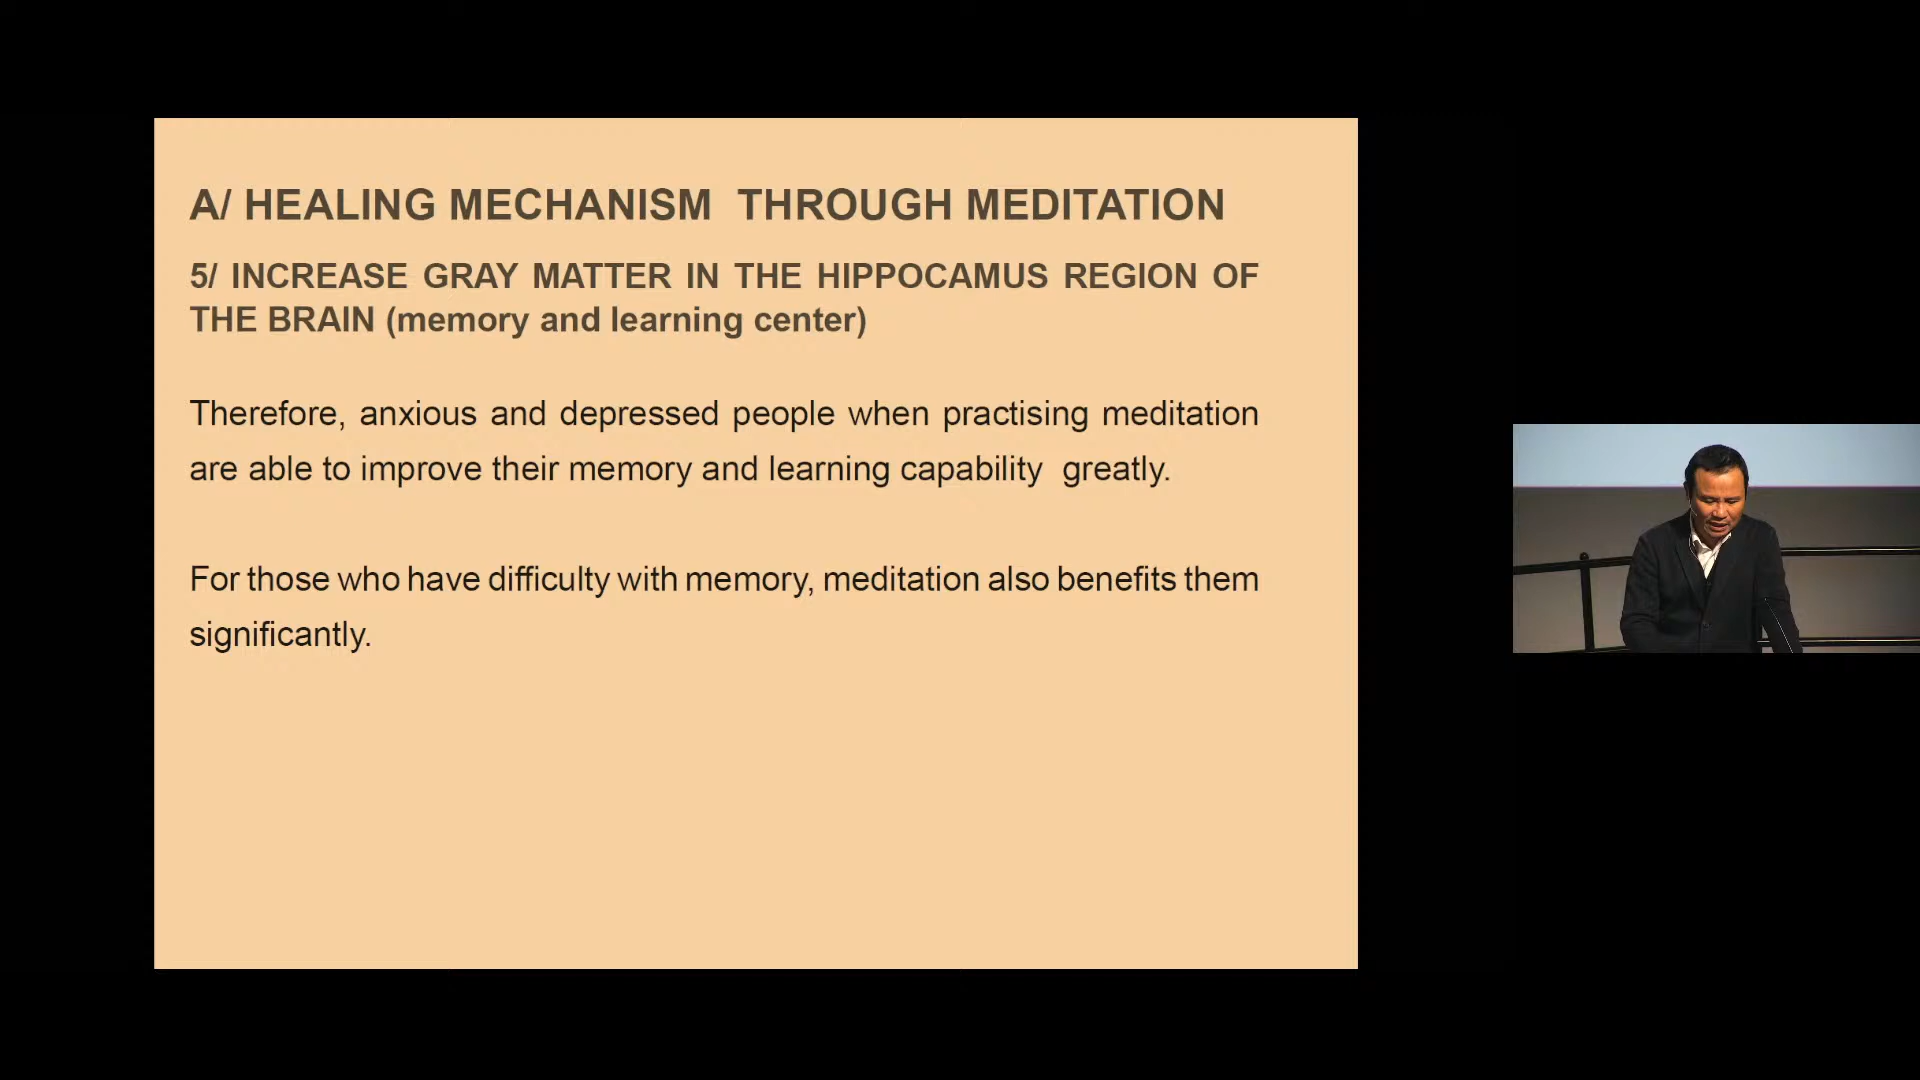 A/ HEALING MECHANISM  THROUGH MEDITATION
5/ INCREASE GRAY MATTER IN THE HIPPOCAMUS REGION OF
THE BRAIN (memory and learning center)
Therefore, anxious and depressed people when practising meditation
are able to improve their memory and learning capability  greatly.
For those who have difficulty with memory, meditation also benefits them
significantly.